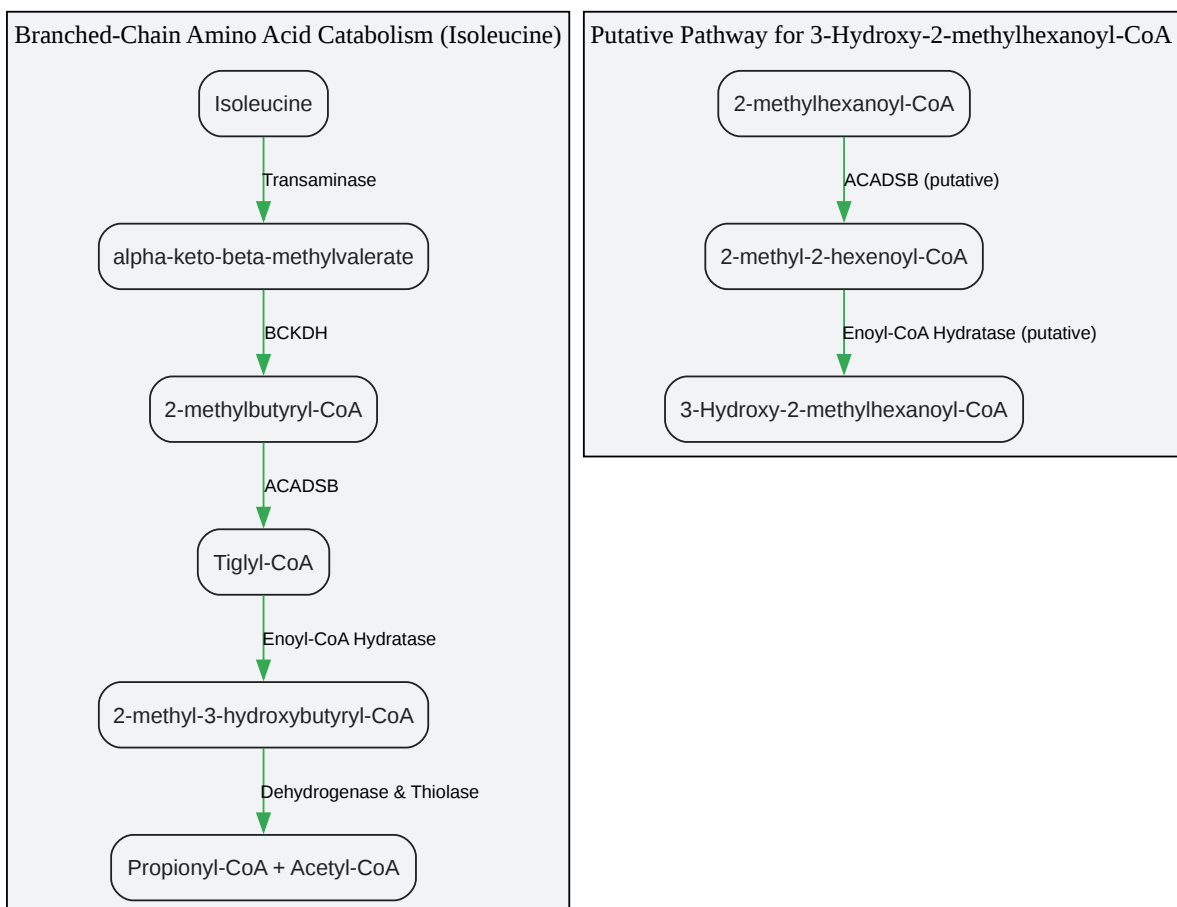 Branched-Chain Amino Acid Catabolism (Isoleucine)
Isoleucine
Transaminase
alpha-keto-beta-methylvalerate
BCKDH
2-methylbutyryl-CoA
ACADSB
Tiglyl-CoA
Enoyl-CoA Hydratase
2-methyl-3-hydroxybutyryl-CoA
Dehydrogenase & Thiolase
Propionyl-CoA + Acetyl-CoA
Putative Pathway for 3-Hydroxy-2-methylhexanoyl-CoA
2-methylhexanoyl-CoA
ACADSB (putative)
2-methyl-2-hexenoyl-CoA
Enoyl-CoA Hydratase (putative)
3-Hydroxy-2-methylhexanoyl-CoA